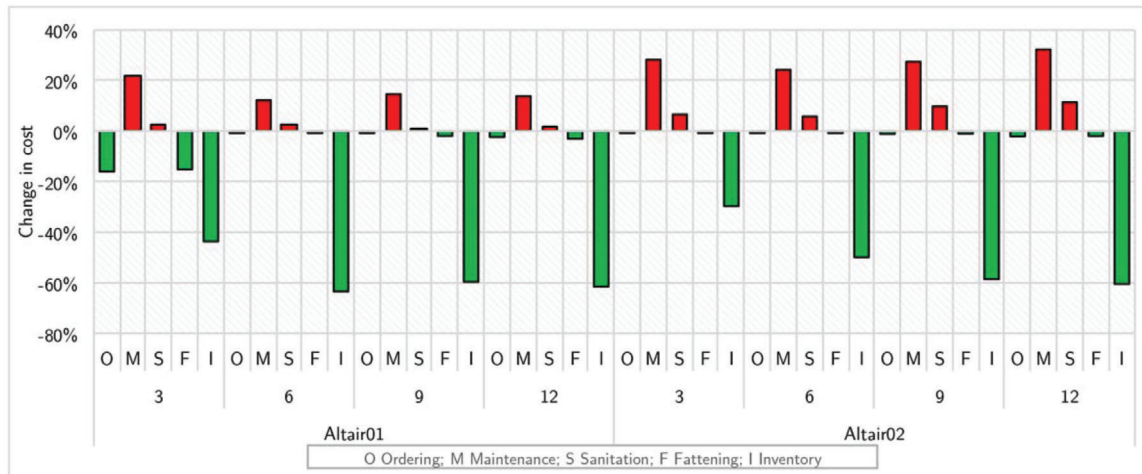 40%
20%
0%
-20%
-40%
-60%
-80%
Change in cost
O M S F I O M S F I O M S F I O M S F I O M S F I O M S F I O M S F I O M S F I
3 6 9 12 3 6 9 12
Altair01 Altair02
O Ordering; M Maintenance; S Sanitation; F Fattening; I Inventory